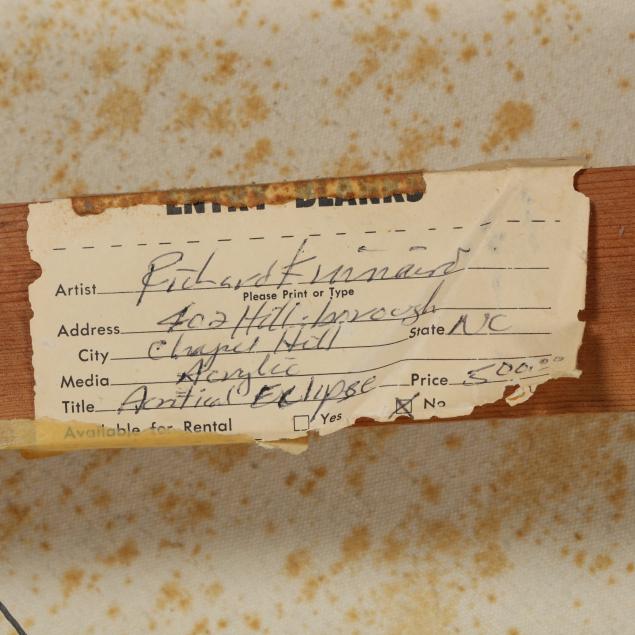 ENTRY BLANKS
Artist Richard Kinnaird
Please Print or Type
Address 402 Hillsborough
City Chapel Hill State NC
Media Acrylic
Title Eclipse Price 500.00
Available for Rental Yes No